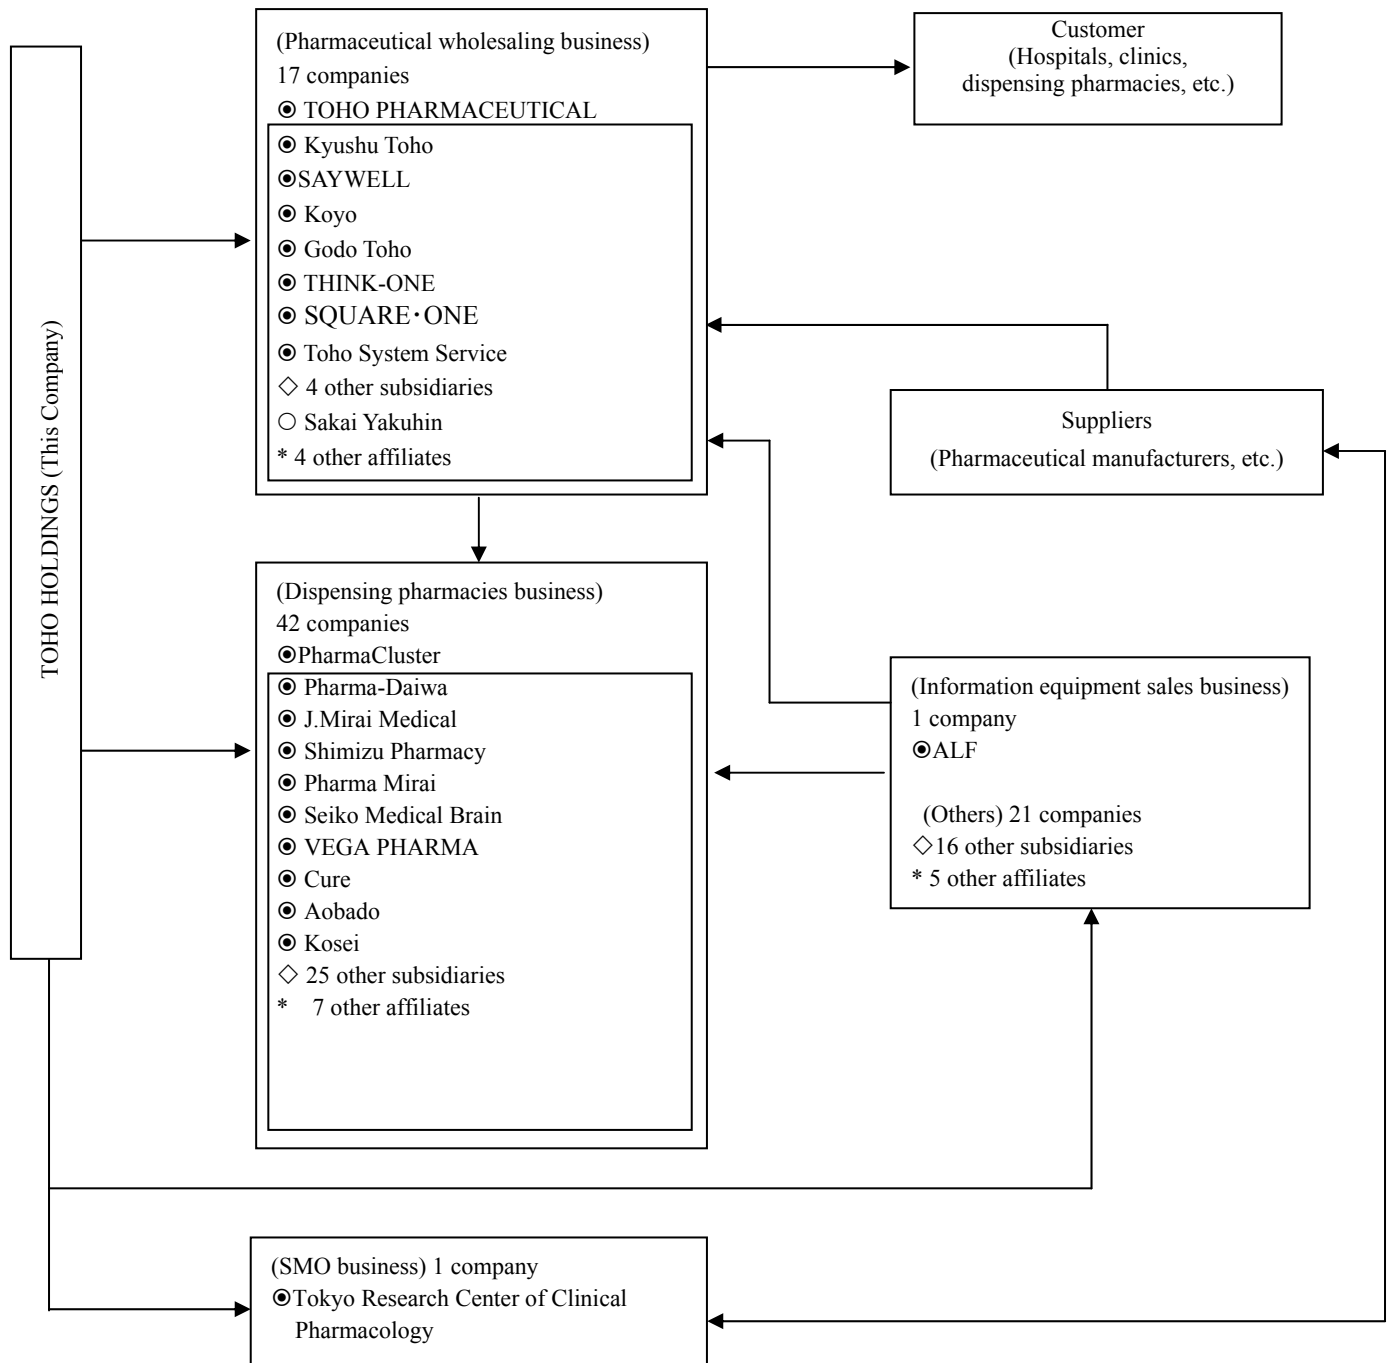 TOHO HOLDINGS (This Company)
(Pharmaceutical wholesaling business)
17 companies
◉ TOHO PHARMACEUTICAL
◉ Kyushu Toho
◉SAYWELL
◉ Koyo
◉ Godo Toho
◉ THINK-ONE
◉ SQUARE・ONE
◉ Toho System Service
◇ 4 other subsidiaries
○ Sakai Yakuhin
* 4 other affiliates
Customer
(Hospitals, clinics,
dispensing pharmacies, etc.)
Suppliers
(Pharmaceutical manufacturers, etc.)
(Dispensing pharmacies business)
42 companies
◉PharmaCluster
◉ Pharma-Daiwa
◉ J.Mirai Medical
◉ Shimizu Pharmacy
◉ Pharma Mirai
◉ Seiko Medical Brain
◉ VEGA PHARMA
◉ Cure
◉ Aobado
◉ Kosei
◇ 25 other subsidiaries
* 7 other affiliates
(Information equipment sales business)
1 company
◉ALF
(Others) 21 companies
◇16 other subsidiaries
* 5 other affiliates
(SMO business) 1 company
◉Tokyo Research Center of Clinical
Pharmacology